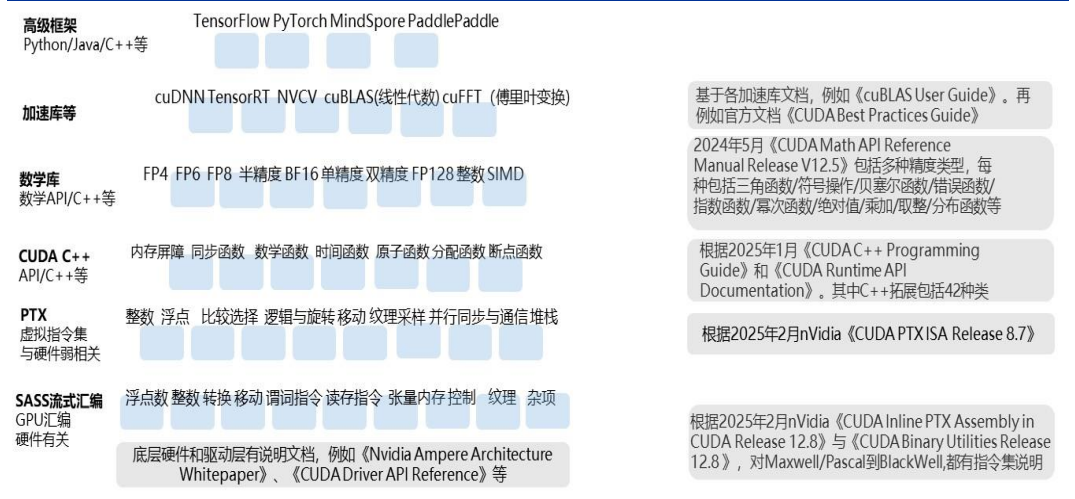 高级框架
Python/Java/C++等
TensorFlow PyTorch MindSpore PaddlePaddle
加速库等
cuDNN TensorRT NVCV cuBLAS(线性代数) cuFFT (傅里叶变换)
基于各加速库文档，例如《cuBLAS User Guide》。再
例如官方文档《CUDA Best Practices Guide》
数学库
数学API/C++等
FP4 FP6 FP8 半精度 BF16 单精度 双精度 FP128 整数 SIMD
2024年5月《CUDA Math API Reference
Manual Release V12.5》包括多种精度类型，每
种包括三角函数/符号操作/贝塞尔函数/错误函数/
指数函数/幂次函数/绝对值/乘加/取整/分布函数等
CUDA C++
API/C++等
内存屏障 同步函数 数学函数 时间函数 原子函数 分配函数 断点函数
根据2025年1月《CUDA C++ Programming
Guide》和《CUDA Runtime API
Documentation》。其中C++拓展包括42种类
PTX
虚拟指令集
与硬件弱相关
整数 浮点 比较选择 逻辑与旋转 移动 纹理采样 并行同步与通信 堆栈
根据2025年2月nVidia《CUDA PTX ISA Release 8.7》
SASS流式汇编
GPU汇编
硬件有关
浮点数 整数 转换 移动 谓词指令 读存指令 张量内存 控制 纹理 杂项
底层硬件和驱动层有说明文档，例如《Nvidia Ampere Architecture
Whitepaper》、《CUDA Driver API Reference》等
根据2025年2月nVidia《CUDA Inline PTX Assembly in
CUDA Release 12.8》与《CUDA Binary Utilities Release
12.8》，对Maxwell/Pascal到BlackWell,都有指令集说明